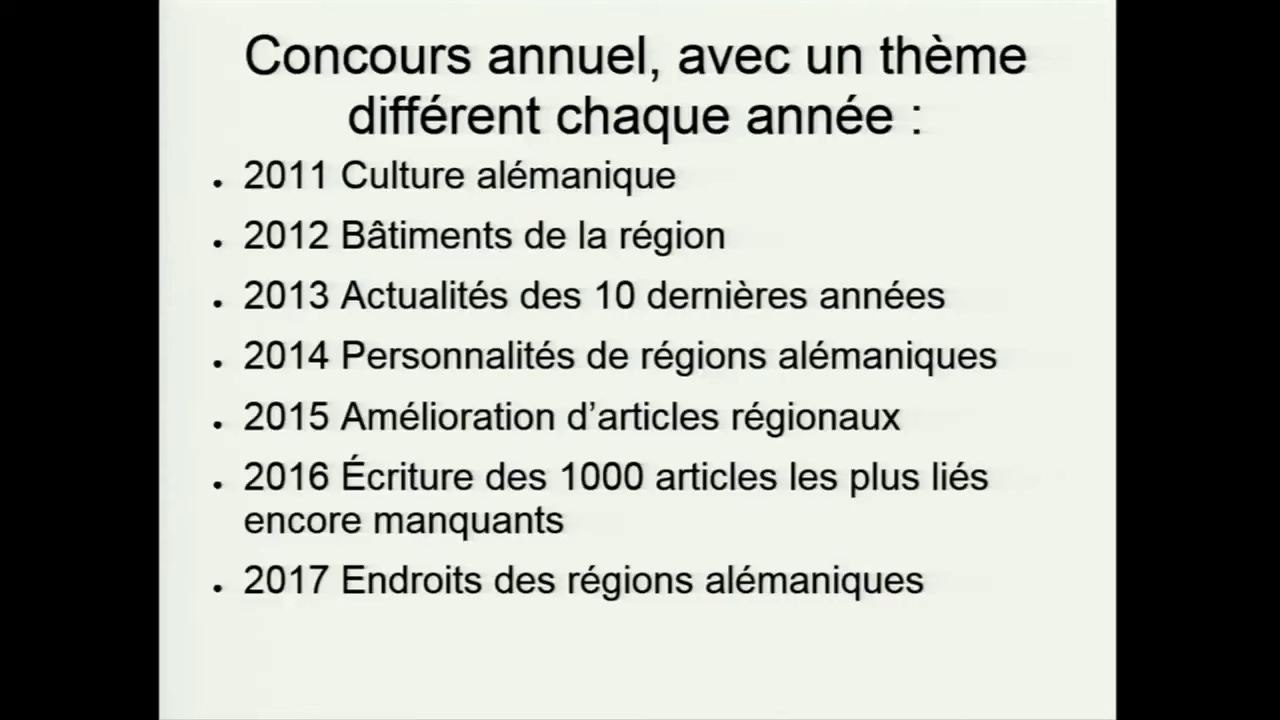 Concours annuel, avec un thème
différent chaque année :
• 2011 Culture alémanique
• 2012 Bâtiments de la région
• 2013 Actualités des 10 dernières années
• 2014 Personnalités de régions alémaniques
• 2015 Amélioration d’articles régionaux
• 2016 Écriture des 1000 articles les plus liés
encore manquants
• 2017 Endroits des régions alémaniques